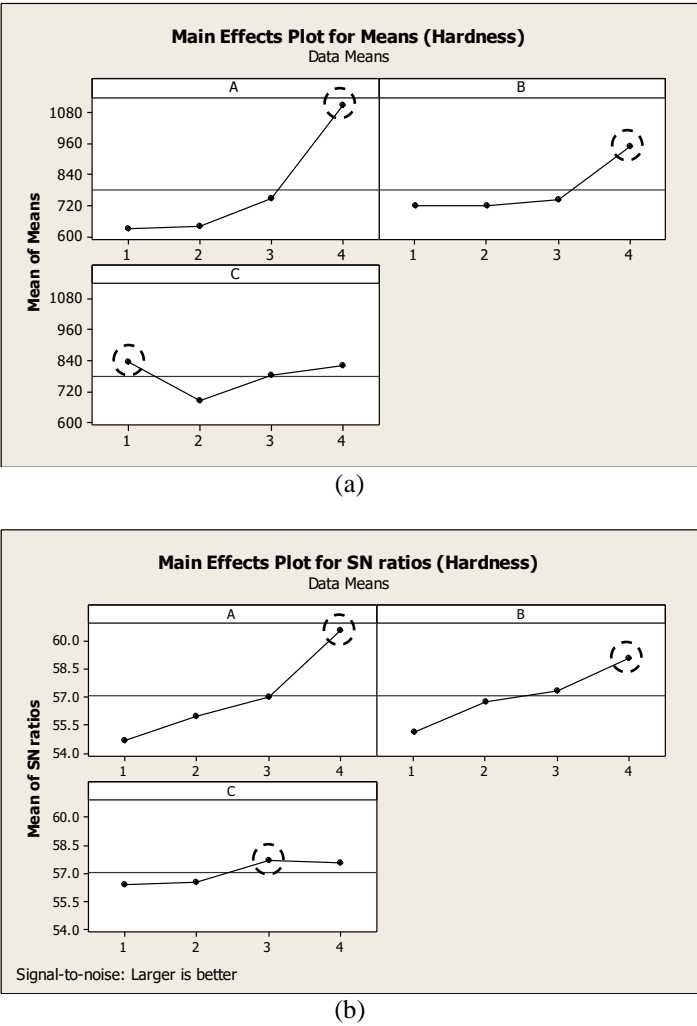 Main Effects Plot for Means (Hardness)
Data Means
A B
Mean of Means
1080
960
840
720
600
1 2 3 4 1 2 3 4
C
1080
960
840
720
600
1 2 3 4
(a)
Main Effects Plot for SN ratios (Hardness)
Data Means
A B
Mean of SN ratios
60.0
58.5
57.0
55.5
54.0
1 2 3 4 1 2 3 4
C
60.0
58.5
57.0
55.5
54.0
1 2 3 4
Signal-to-noise: Larger is better
(b)